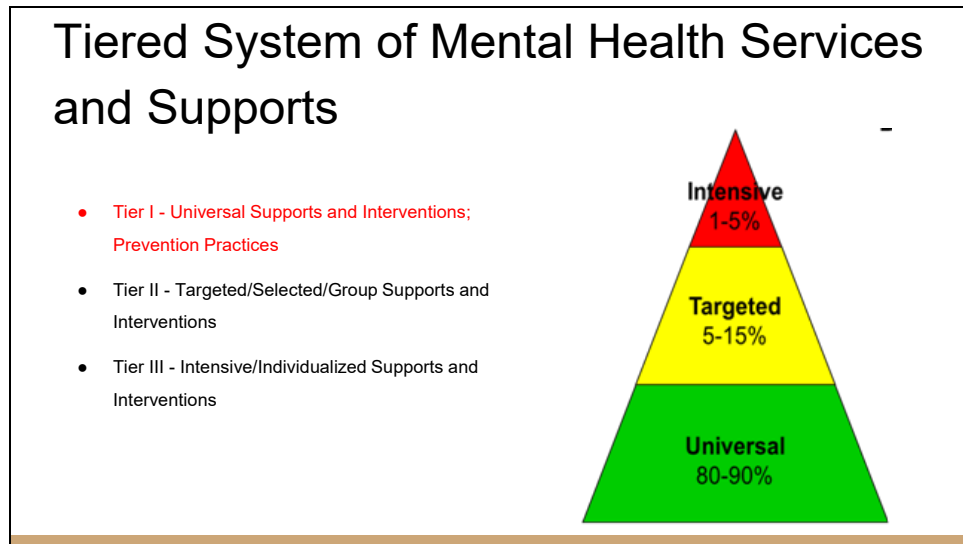 Tiered System of Mental Health Services
and Supports
● Tier I - Universal Supports and Interventions;
Prevention Practices
● Tier II - Targeted/Selected/Group Supports and
Interventions
● Tier III - Intensive/Individualized Supports and
Interventions
Intensive
1-5%
Targeted
5-15%
Universal
80-90%